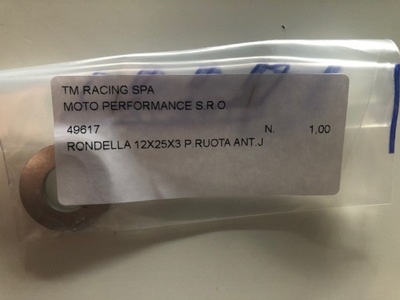 TM RACING SPA
MOTO PERFORMANCE S.R.O.
49617 N. 1,00
RONDELLA 12X25X3 P.RUOTA ANT.J